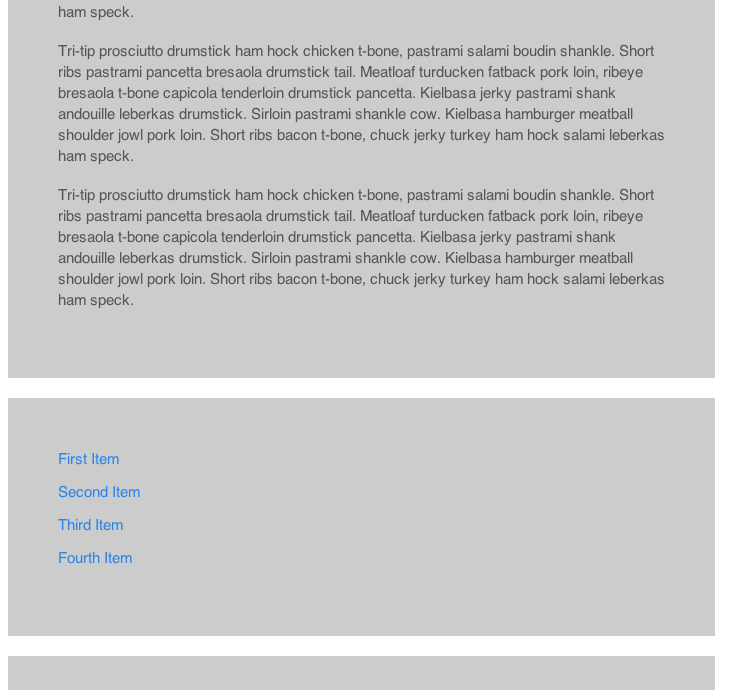 ham speck.
Tri-tip prosciutto drumstick ham hock chicken t-bone, pastrami salami boudin shankle. Short
ribs pastrami pancetta bresaola drumstick tail. Meatloaf turducken fatback pork loin, ribeye
bresaola t-bone capicola tenderloin drumstick pancetta. Kielbasa jerky pastrami shank
andouille leberkas drumstick. Sirloin pastrami shankle cow. Kielbasa hamburger meatball
shoulder jowl pork loin. Short ribs bacon t-bone, chuck jerky turkey ham hock salami leberkas
ham speck.
Tri-tip prosciutto drumstick ham hock chicken t-bone, pastrami salami boudin shankle. Short
ribs pastrami pancetta bresaola drumstick tail. Meatloaf turducken fatback pork loin, ribeye
bresaola t-bone capicola tenderloin drumstick pancetta. Kielbasa jerky pastrami shank
andouille leberkas drumstick. Sirloin pastrami shankle cow. Kielbasa hamburger meatball
shoulder jowl pork loin. Short ribs bacon t-bone, chuck jerky turkey ham hock salami leberkas
ham speck.
First Item
Second Item
Third Item
Fourth Item